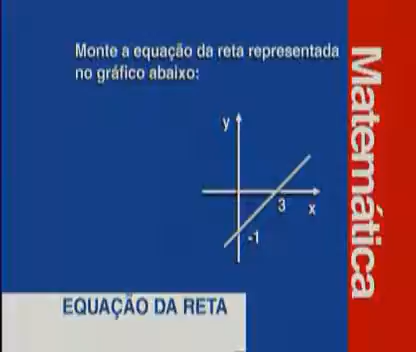 Monte a equação da reta representada
no gráfico abaixo:
y
3
x
-1
EQUAÇÃO DA RETA
Matemática